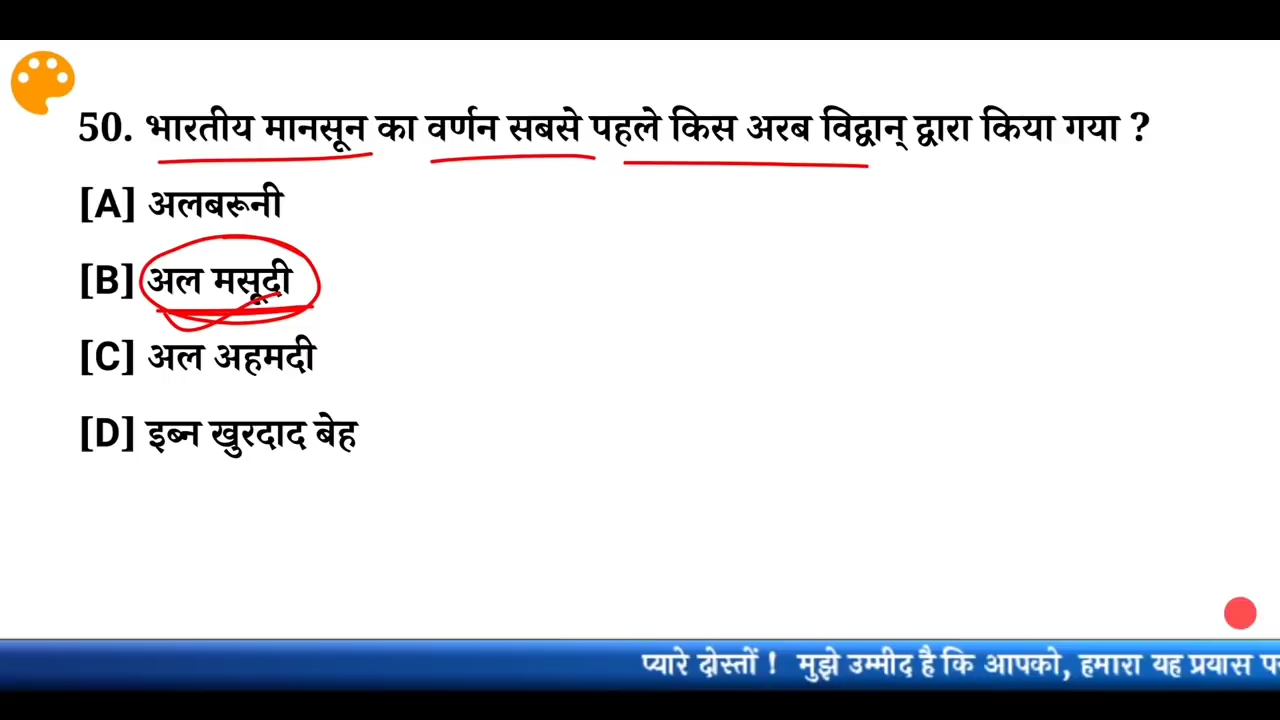 50. भारतीय मानसून का वर्णन सबसे पहले किस अरब विद्वान् द्वारा किया गया ?
[A] अलबरूनी
[B] अल मसूदी
[C] अल अहमदी
[D] इब्न खुरदाद बेह
प्यारे दोस्तों ! मुझे उम्मीद है कि आपको, हमारा यह प्रयास